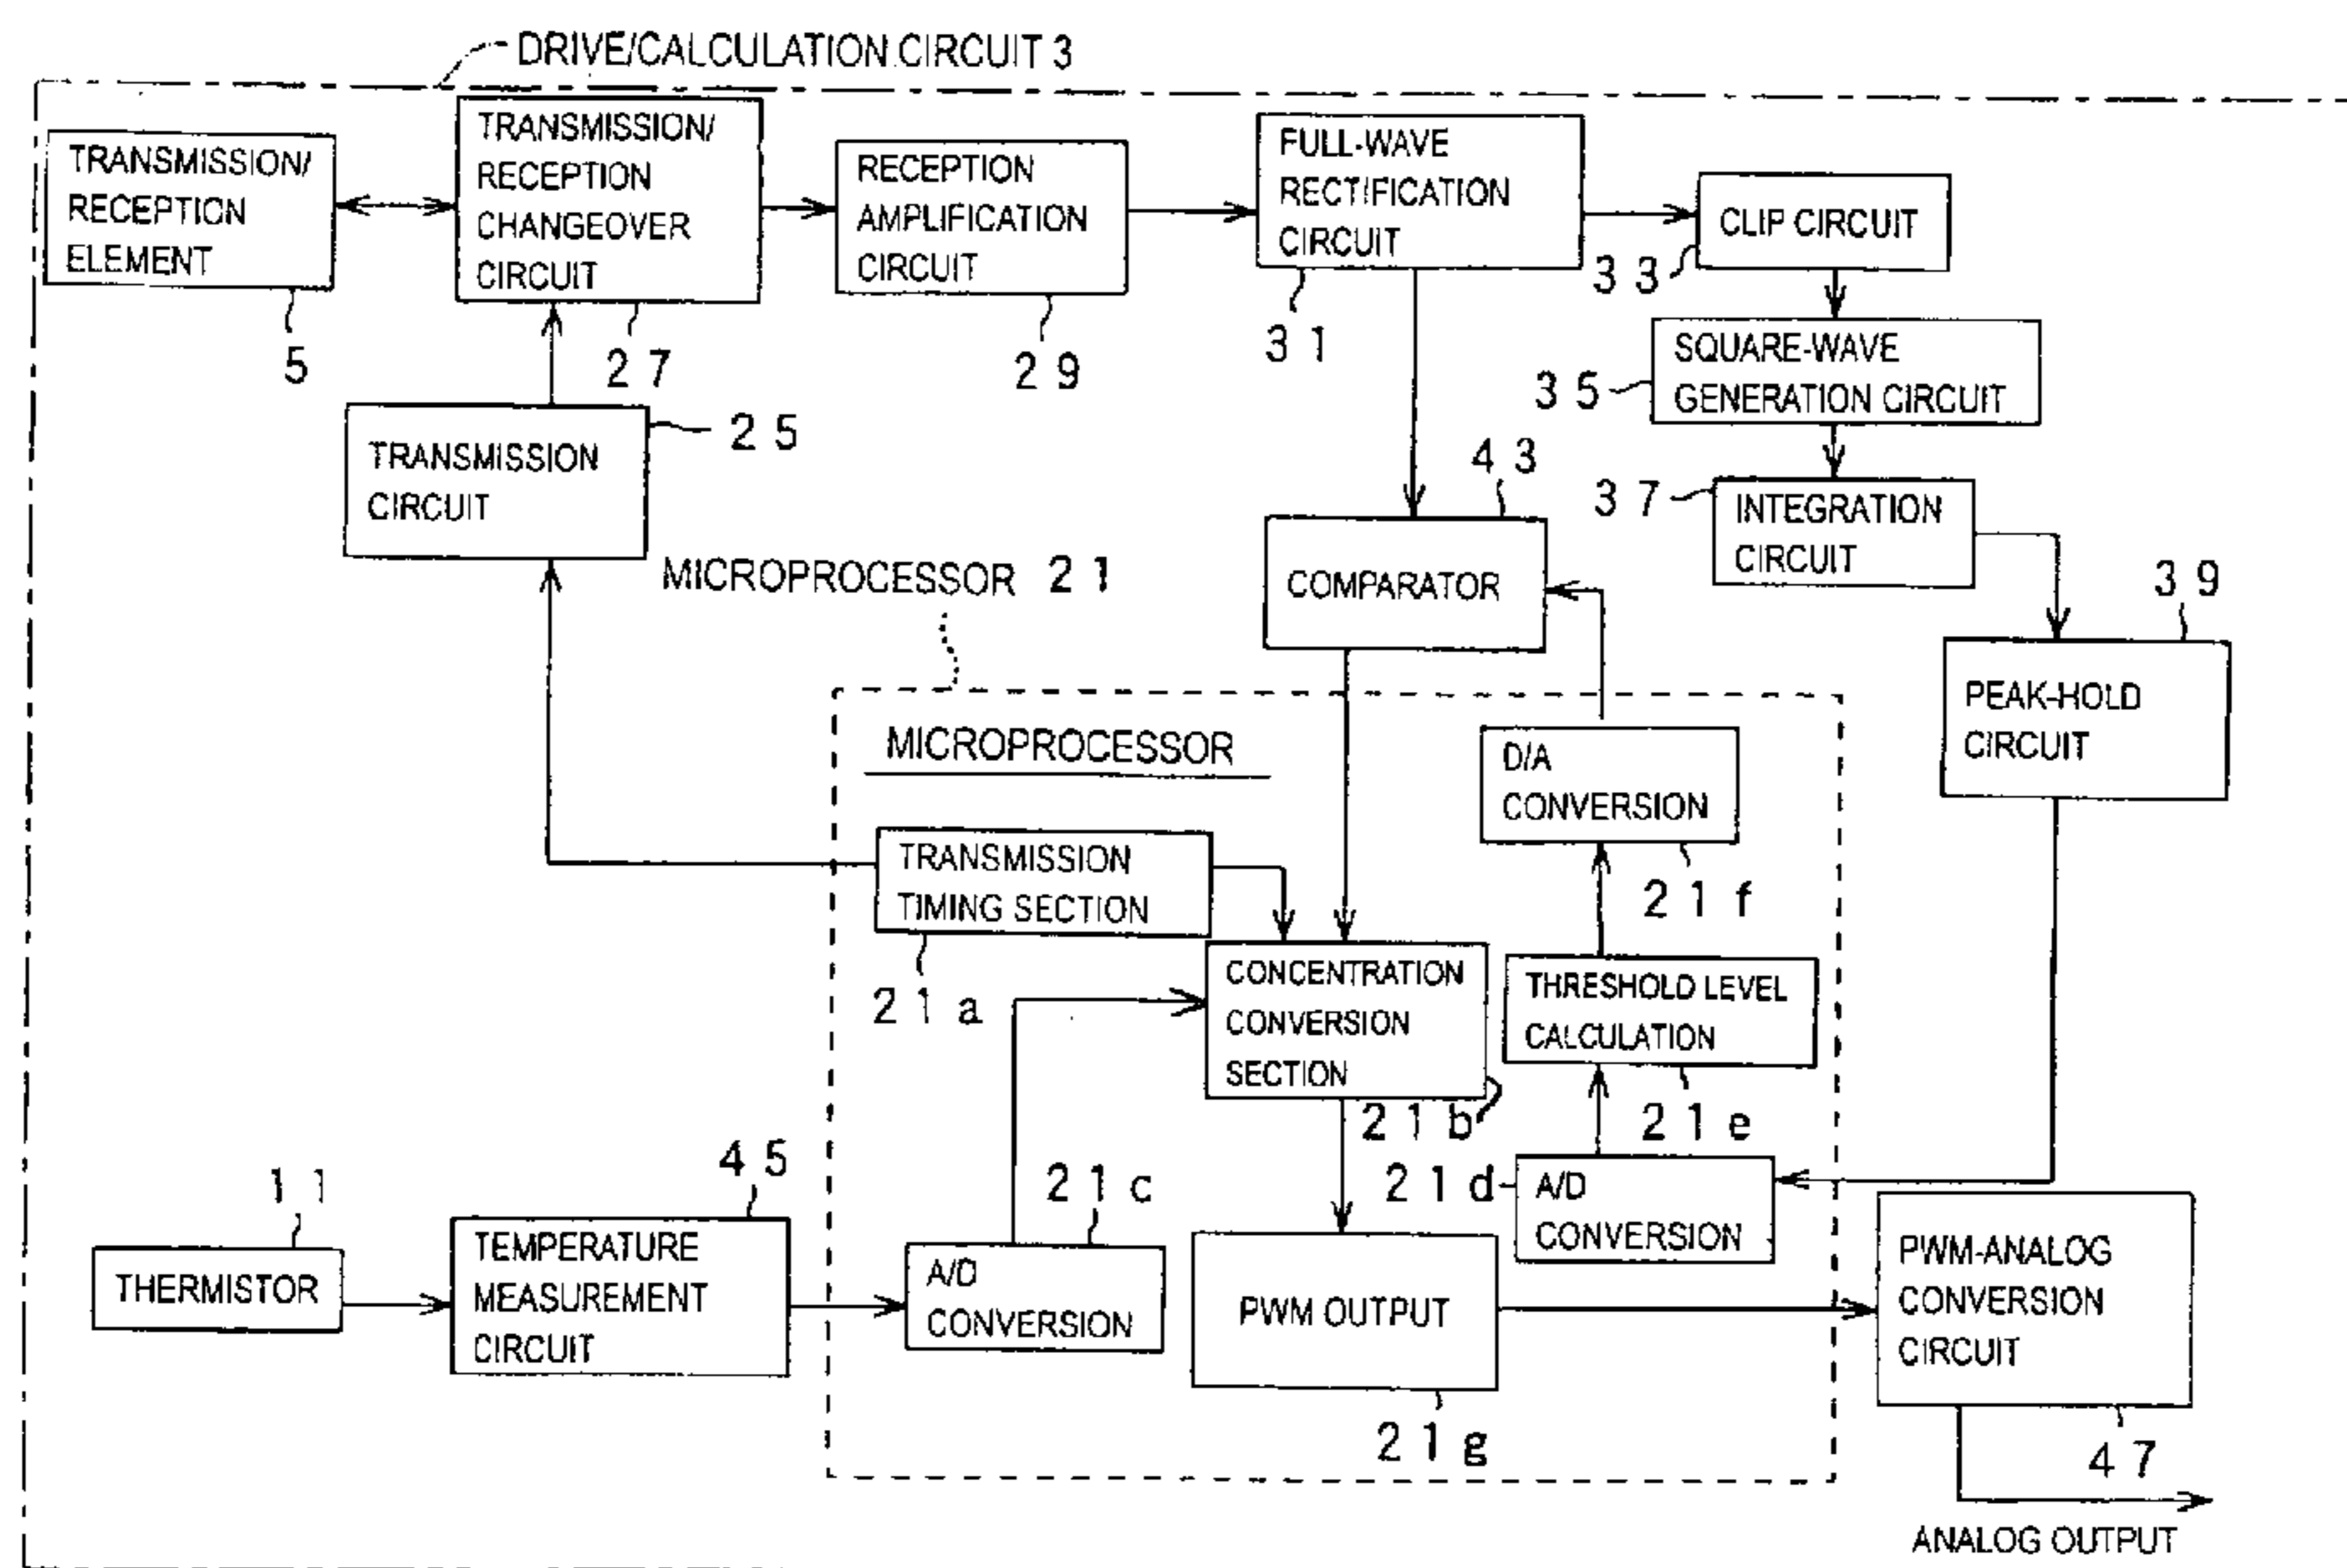 DRIVE/CALCULATION CIRCUIT 3
TRANSMISSION/
RECEPTION
ELEMENT
5
TRANSMISSION/
RECEPTION
CHANGEOVER
CIRCUIT
27
RECEPTION
AMPLIFICATION
CIRCUIT
29
FULL-WAVE
RECTIFICATION
CIRCUIT
31
CLIP CIRCUIT
33
SQUARE-WAVE
GENERATION CIRCUIT
35
TRANSMISSION
CIRCUIT
25
43
COMPARATOR
37
INTEGRATION
CIRCUIT
39
PEAK-HOLD
CIRCUIT
MICROPROCESSOR 21
MICROPROCESSOR
D/A
CONVERSION
21f
TRANSMISSION
TIMING SECTION
21a
CONCENTRATION
CONVERSION
SECTION
21b
THRESHOLD LEVEL
CALCULATION
21e
21d
A/D
CONVERSION
11
THERMISTOR
45
TEMPERATURE
MEASUREMENT
CIRCUIT
21c
A/D
CONVERSION
PWM OUTPUT
21g
PWM-ANALOG
CONVERSION
CIRCUIT
47
ANALOG OUTPUT